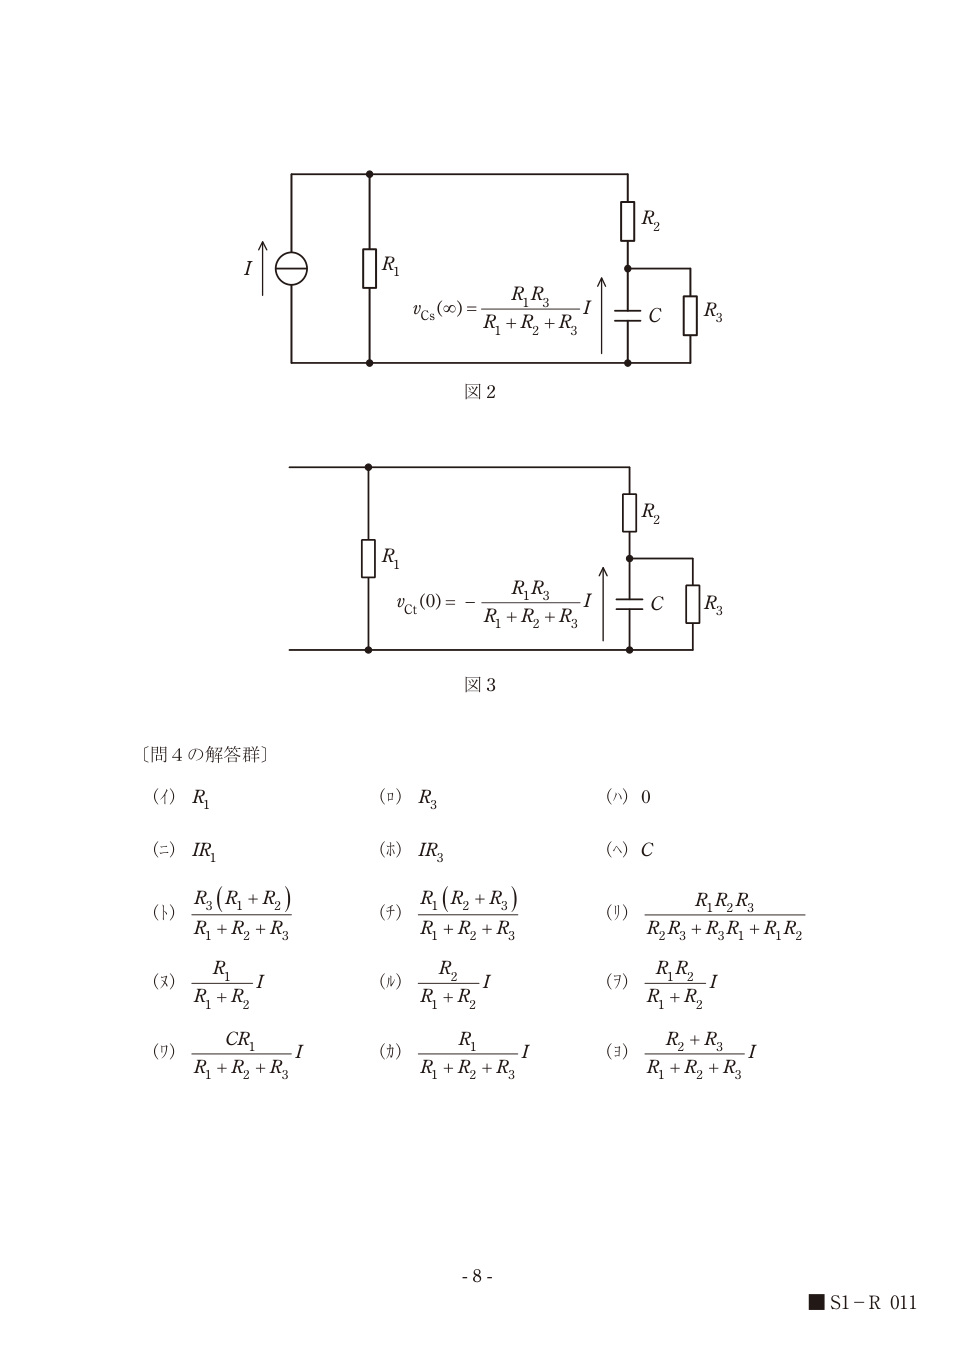 R₂
I
R₁
v_Cs(∞) = R₁R₃ / (R₁ + R₂ + R₃) I
C
R₃
図 2
R₂
R₁
v_Ct(0) = − R₁R₃ / (R₁ + R₂ + R₃) I
C
R₃
図 3
〔問 4 の解答群〕
(イ) R₁ (ロ) R₃ (ハ) 0
(ニ) IR₁ (ホ) IR₃ (ヘ) C
(ト) R₃(R₁ + R₂) / (R₁ + R₂ + R₃) (チ) R₁(R₂ + R₃) / (R₁ + R₂ + R₃) (リ) R₁R₂R₃ / (R₂R₃ + R₃R₁ + R₁R₂)
(ヌ) R₁ / (R₁ + R₂) I (ル) R₂ / (R₁ + R₂) I (ヲ) R₁R₂ / (R₁ + R₂) I
(ワ) CR₁ / (R₁ + R₂ + R₃) I (カ) R₁ / (R₁ + R₂ + R₃) I (ヨ) (R₂ + R₃) / (R₁ + R₂ + R₃) I
- 8 -
■ S1－R 011